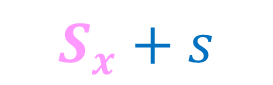 Sₓ + s